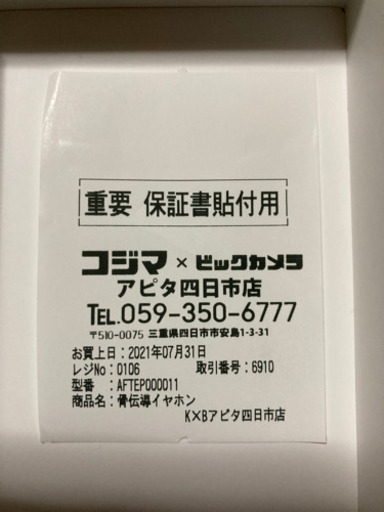 重要 保証書貼付用
コジマ×ビックカメラ
アピタ四日市店
TEL.059-350-6777
〒510-0075 三重県四日市市安島1-3-31
お買上日：2021年07月31日
レジNo：0106 取引番号：6910
型番：AFTEP000011
商品名：骨伝導イヤホン
K×Bアピタ四日市店